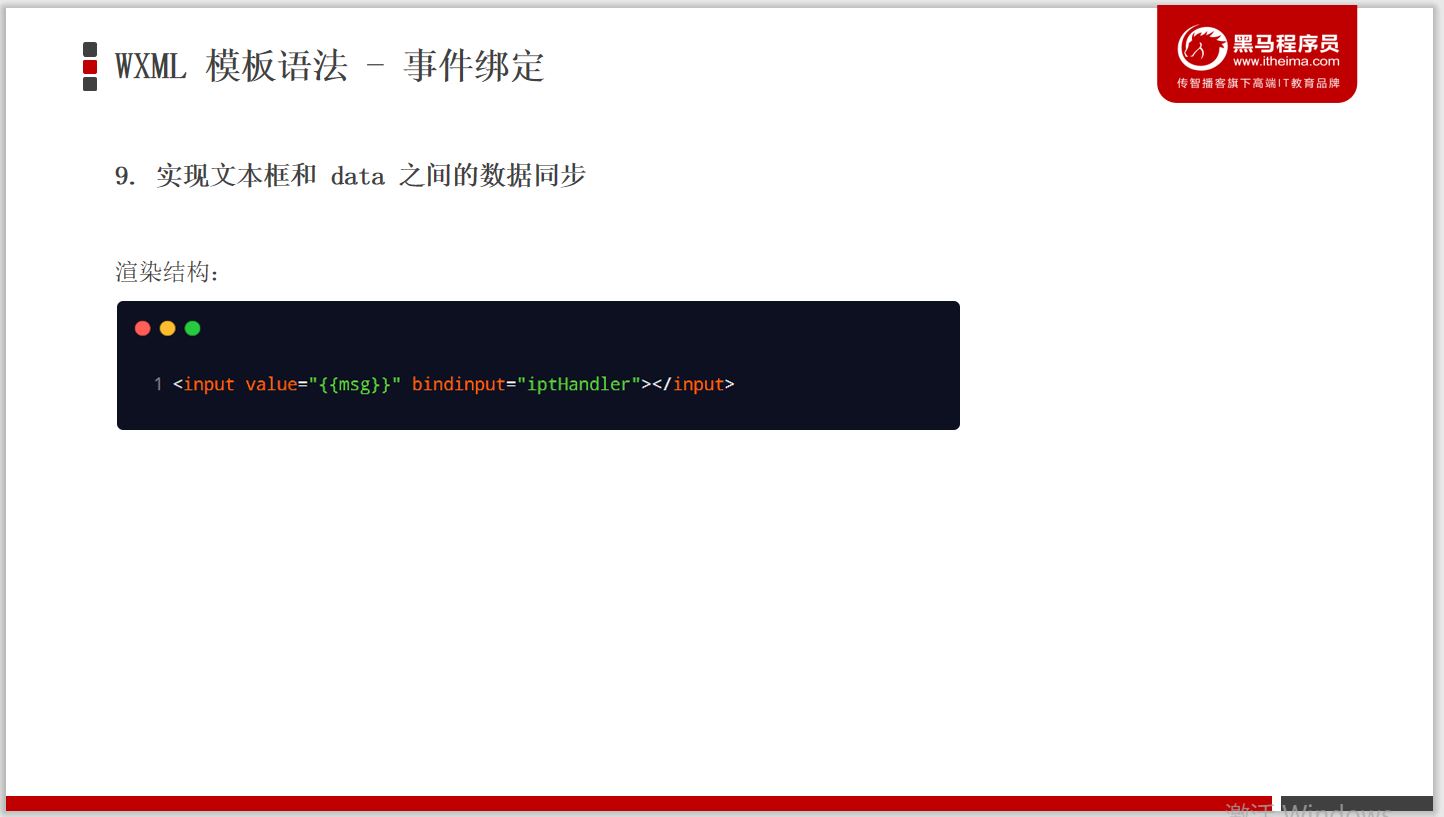 WXML 模板语法 - 事件绑定
黑马程序员
www.itheima.com
传智播客旗下高端IT教育品牌
9. 实现文本框和 data 之间的数据同步
渲染结构：
1 <input value="{{msg}}" bindinput="iptHandler"></input>
激活 Windows